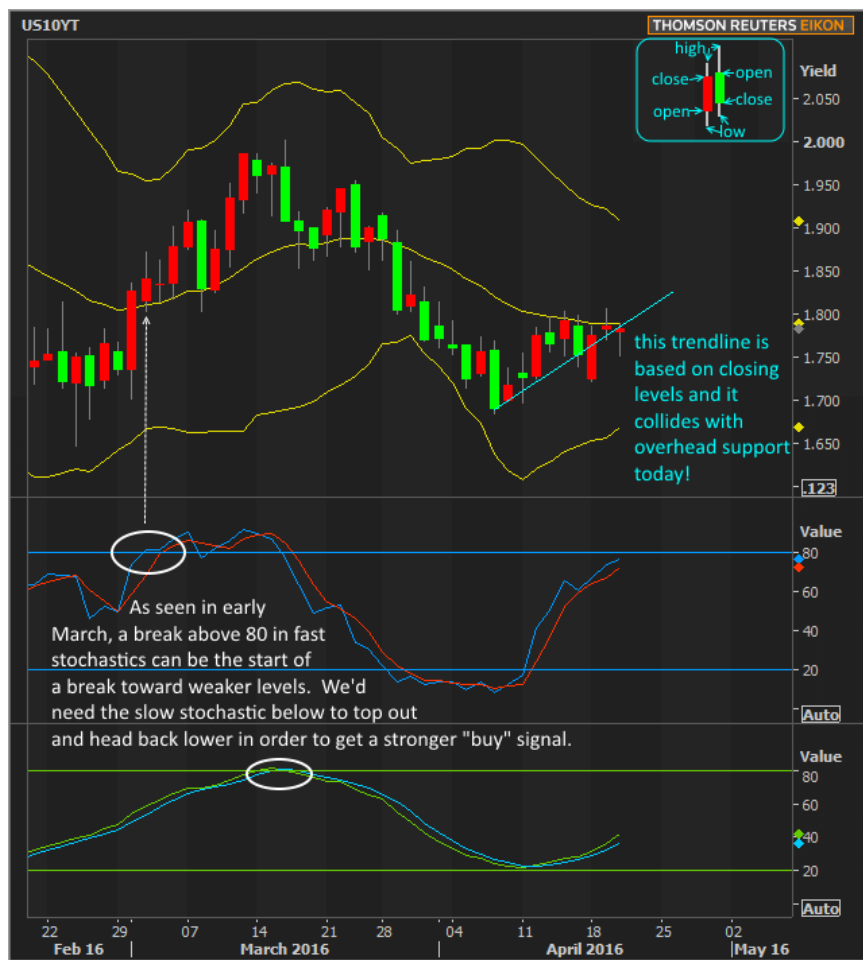 US10YT
THOMSON REUTERS EIKON
high
close
open
open
close
low
Yield
2.050
2.000
1.950
1.900
1.850
1.800
1.750
1.700
1.650
.123
this trendline is
based on closing
levels and it
collides with
overhead support
today!
Value
80
60
40
20
Auto
As seen in early
March, a break above 80 in fast
stochastics can be the start of
a break toward weaker levels. We'd
need the slow stochastic below to top out
and head back lower in order to get a stronger "buy" signal.
Value
80
60
40
20
Auto
22 29 07 14 21 28 04 11 18 25 02
Feb 16 March 2016 April 2016 May 16